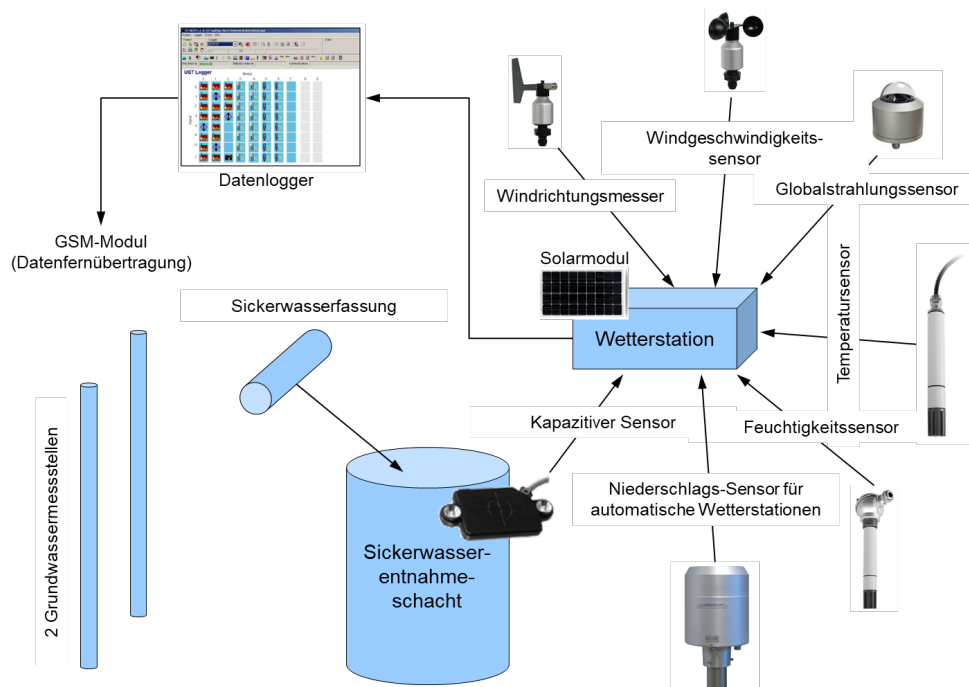 UGT Logger
Datenlogger
Windgeschwindigkeits-
sensor
Windrichtungsmesser
Globalstrahlungssensor
GSM-Modul
(Datenfernübertragung)
Solarmodul
Temperatursensor
Sickerwasserfassung
Wetterstation
Kapazitiver Sensor
Feuchtigkeitssensor
2 Grundwassermessstellen
Niederschlags-Sensor für
automatische Wetterstationen
Sickerwasser-
entnahme-
schacht